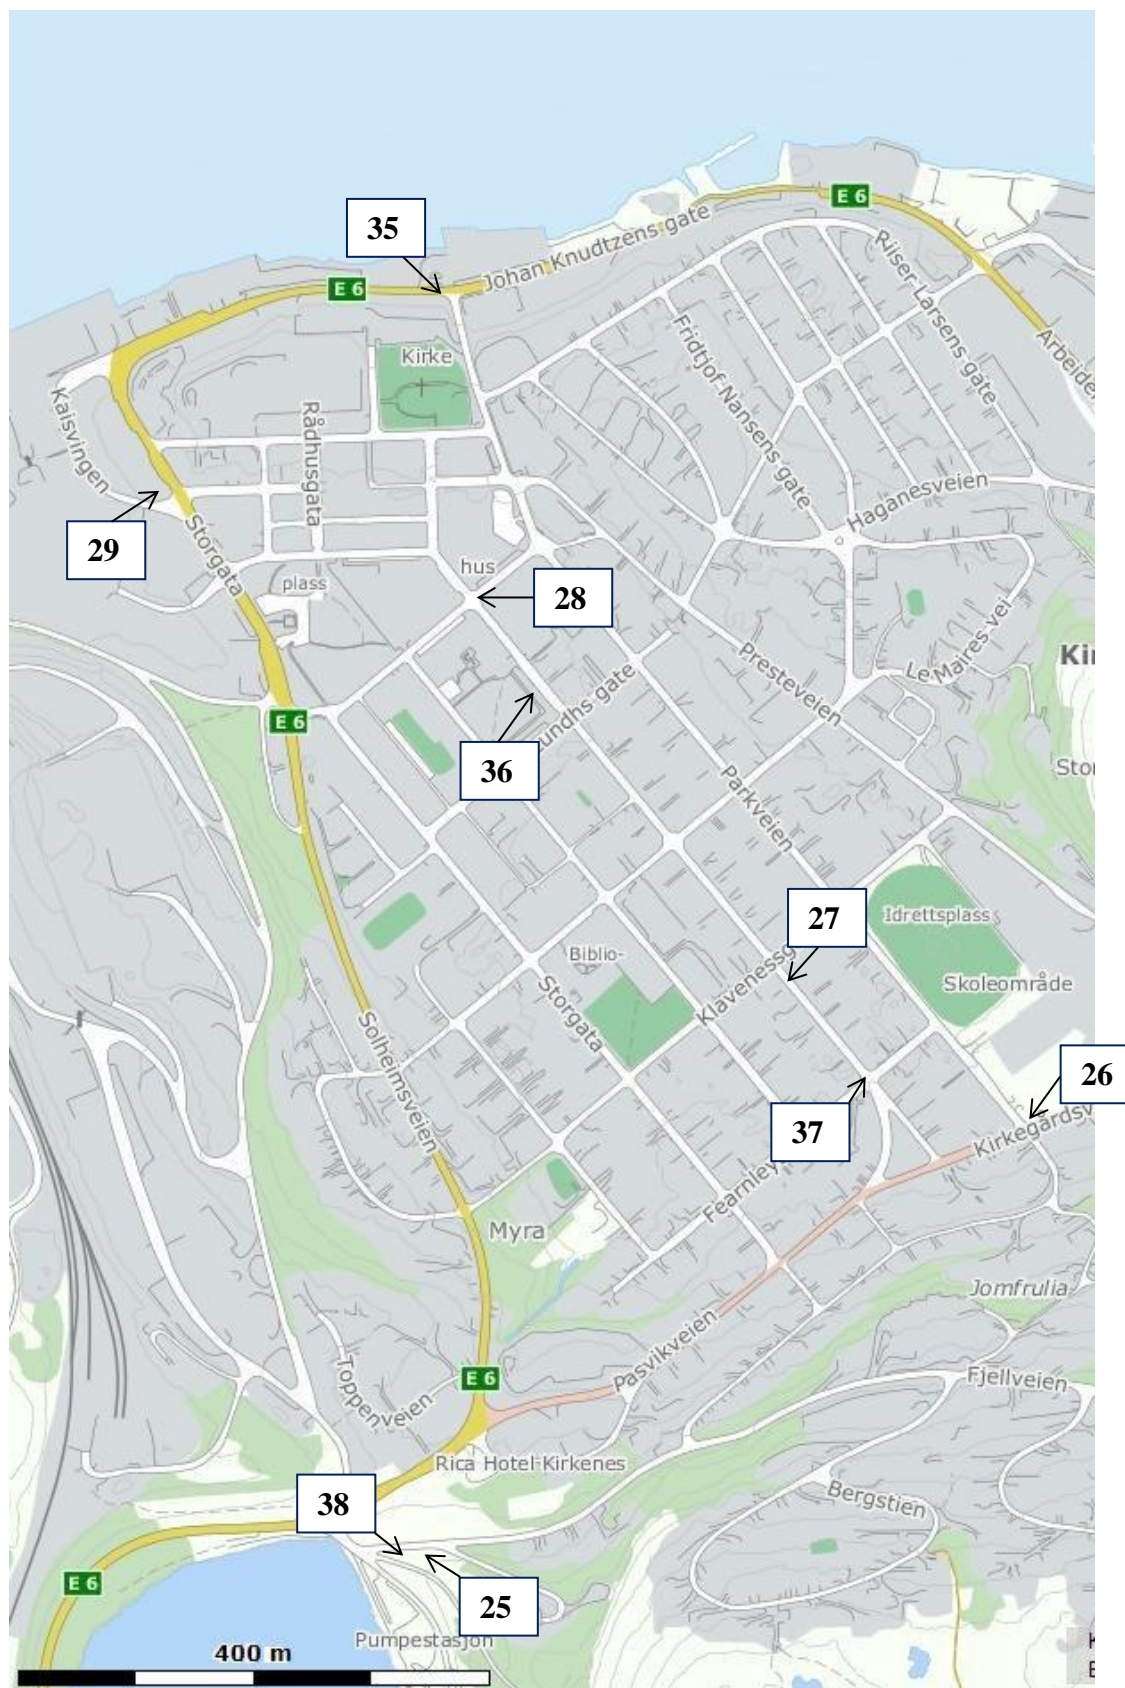 E 6
35
Johan Knudtzens gate
Riiser Larsens gate
E 6
Fridtjof Nansens gate
Arbeider
Kirke
Kaisvingen
Rådhusgata
Haganesveien
29
Storgata
hus
plass
28
Le Maires vei
Presteveien
Kir
E 6
undhs gate
36
Stor
Parkveien
27
Idrettsplass
Biblio-
Klavenessg
Skoleområde
Storgata
Solheimsveien
26
37
Kirkegårdsv
Fearnley
Myra
Jomfrulia
Pasvikveien
E 6
Toppenveien
Fjellveien
Rica Hotel Kirkenes
38
Bergstien
E 6
25
Pumpestasjon
400 m